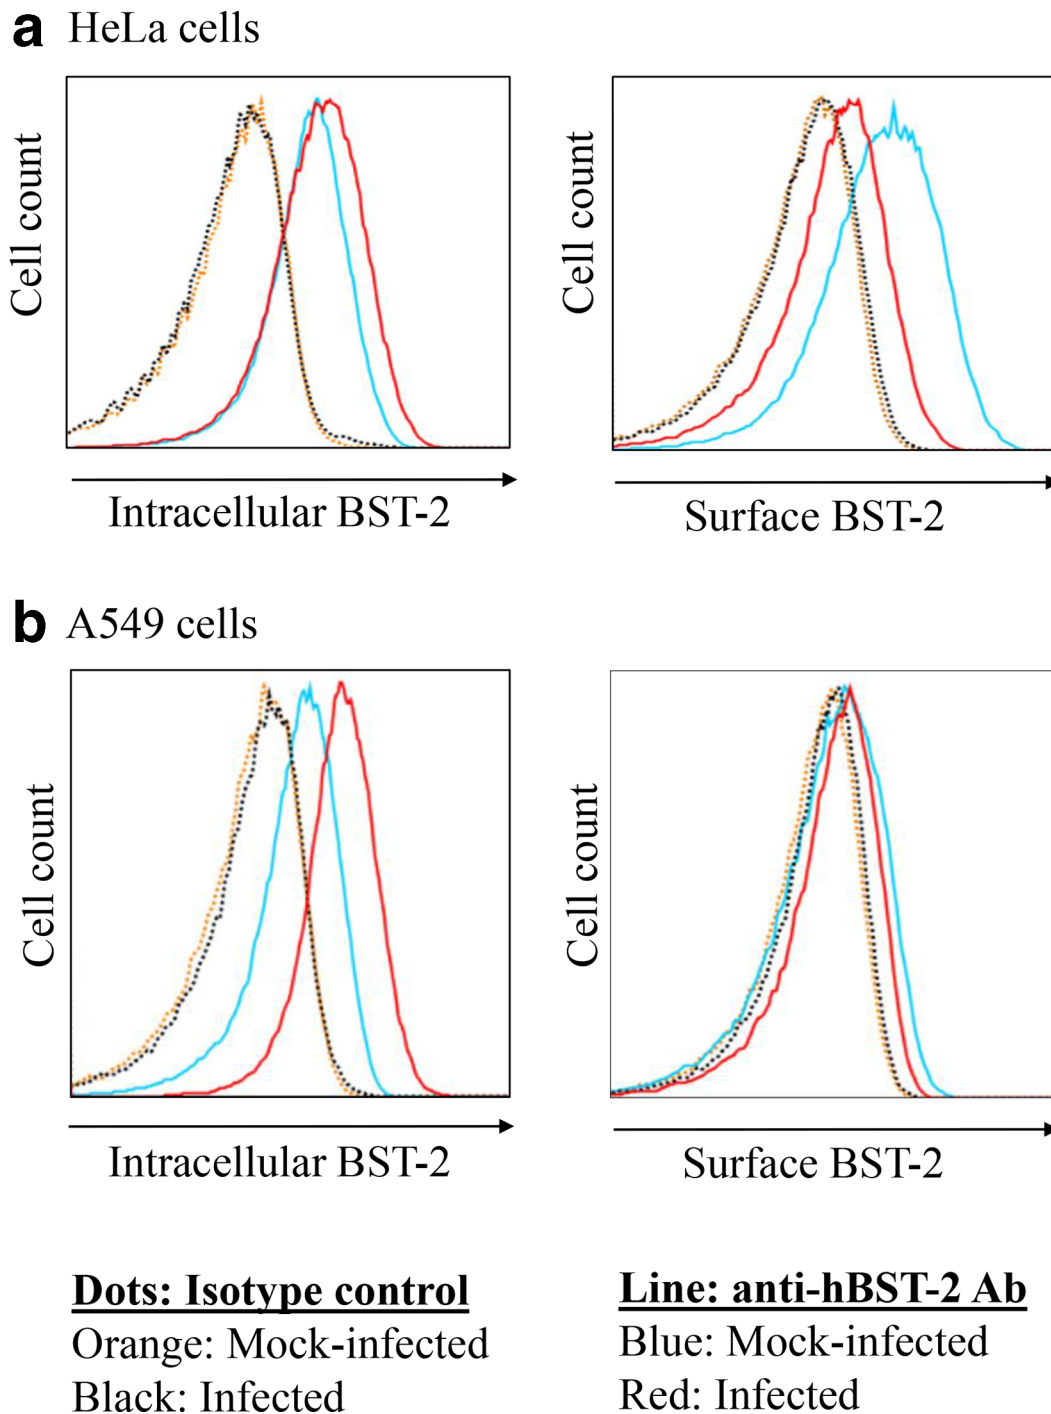 a HeLa cells
Cell count
Cell count
Intracellular BST-2
Surface BST-2
b A549 cells
Cell count
Cell count
Intracellular BST-2
Surface BST-2
Dots: Isotype control
Orange: Mock-infected
Black: Infected
Line: anti-hBST-2 Ab
Blue: Mock-infected
Red: Infected